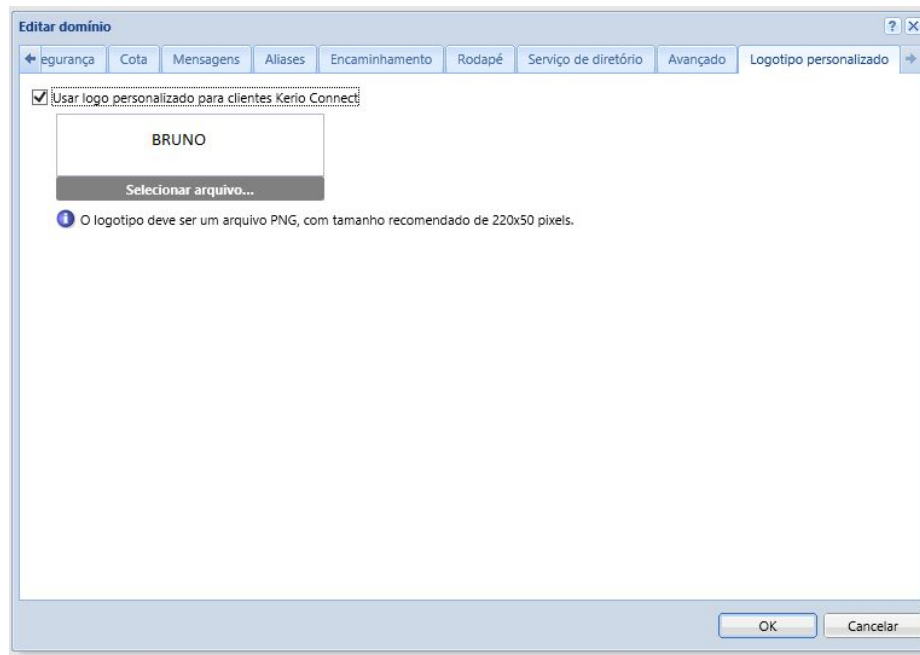 Editar domínio
egurança Cota Mensagens Aliases Encaminhamento Rodapé Serviço de diretório Avançado Logotipo personalizado
Usar logo personalizado para clientes Kerio Connect
BRUNO
Selecionar arquivo...
O logotipo deve ser um arquivo PNG, com tamanho recomendado de 220x50 pixels.
OK Cancelar